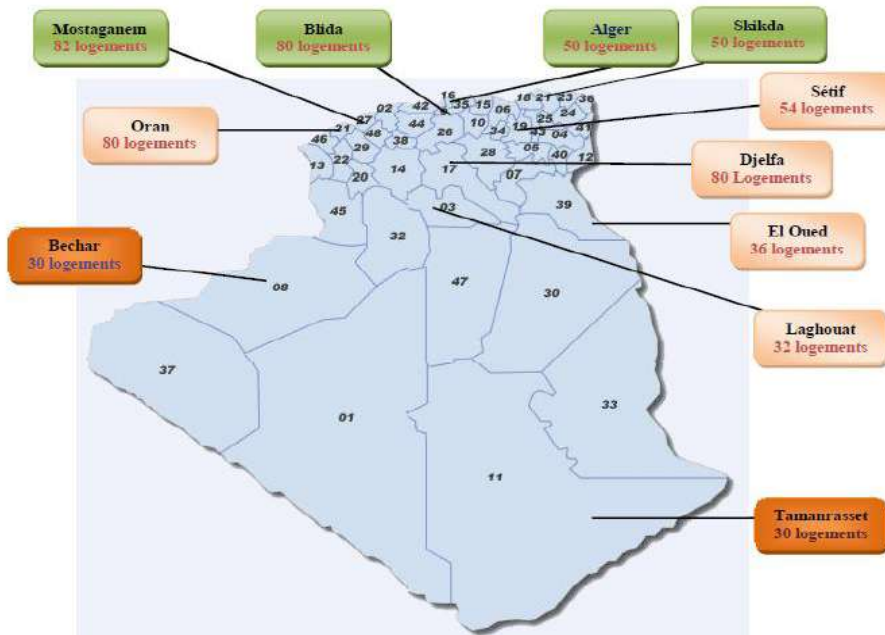 Mostaganem
82 logements
Blida
80 logements
Alger
50 logements
Skikda
50 logements
Oran
80 logements
Sétif
54 logements
Djelfa
80 Logements
El Oued
36 logements
Bechar
30 logements
Laghouat
32 logements
Tamanrasset
30 logements
16 35 15 18 21 23 36
02 42 06
27 44 10 19 25 24 41
46 48 26 34 43 04
29 38 28 05 40 12
13 22 20 14 17 07
45 03 39
32
08 47 30
37 01 33
11